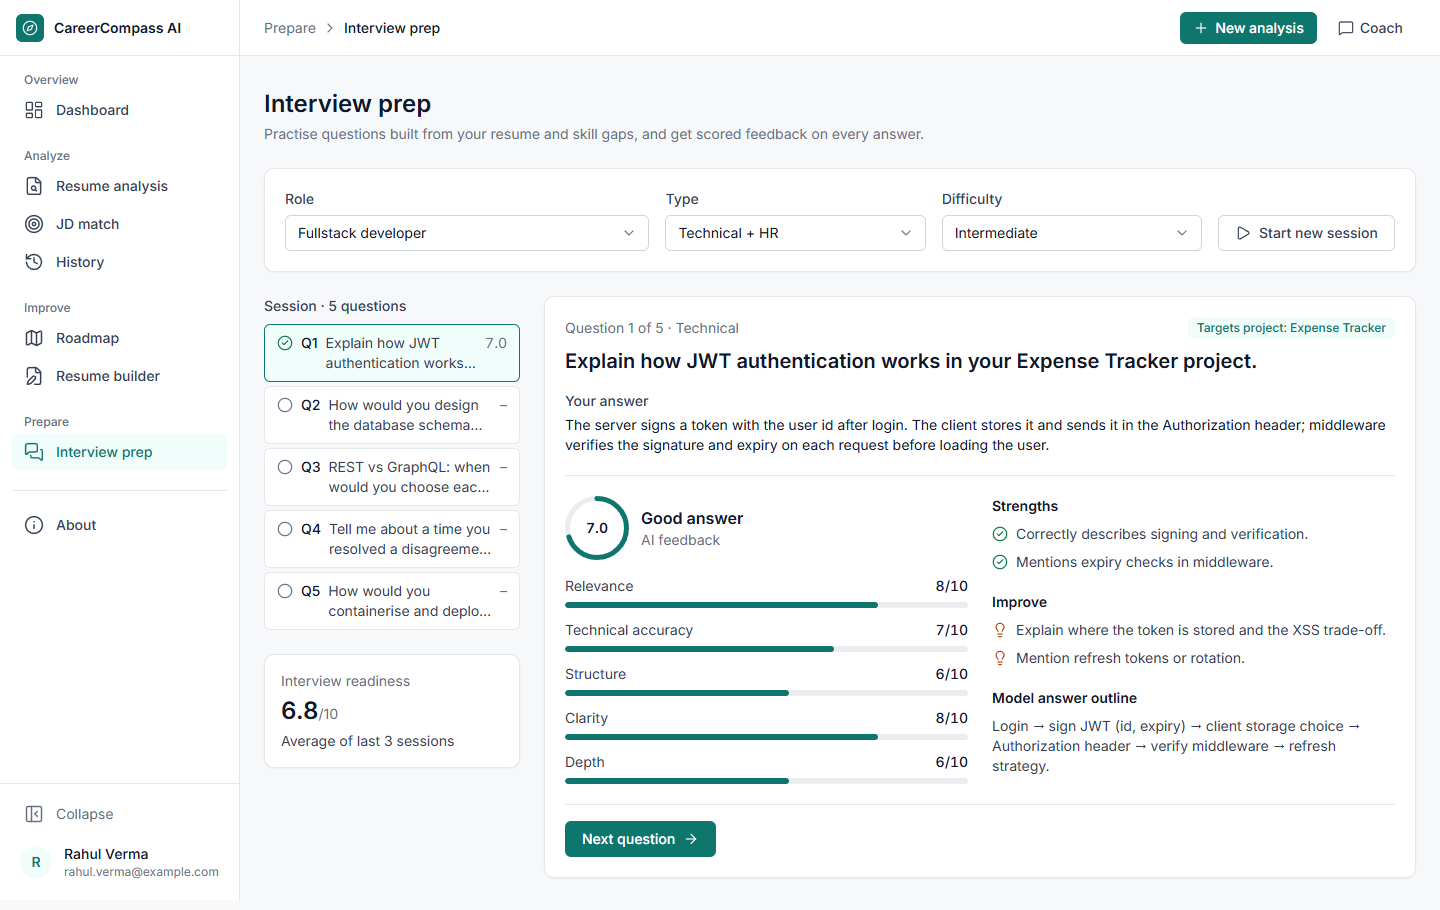 CareerCompass AI
Prepare > Interview prep
New analysis
Coach
Overview
Dashboard
Analyze
Resume analysis
JD match
History
Improve
Roadmap
Resume builder
Prepare
Interview prep
About
Collapse
R
Rahul Verma
rahul.verma@example.com
Interview prep
Practise questions built from your resume and skill gaps, and get scored feedback on every answer.
Role
Fullstack developer
Type
Technical + HR
Difficulty
Intermediate
Start new session
Session · 5 questions
Q1 Explain how JWT 7.0
authentication works...
Q2 How would you design –
the database schema...
Q3 REST vs GraphQL: when –
would you choose eac...
Q4 Tell me about a time you –
resolved a disagreeme...
Q5 How would you –
containerise and deplo...
Interview readiness
6.8/10
Average of last 3 sessions
Question 1 of 5 · Technical
Targets project: Expense Tracker
Explain how JWT authentication works in your Expense Tracker project.
Your answer
The server signs a token with the user id after login. The client stores it and sends it in the Authorization header; middleware
verifies the signature and expiry on each request before loading the user.
7.0
Good answer
AI feedback
Relevance 8/10
Technical accuracy 7/10
Structure 6/10
Clarity 8/10
Depth 6/10
Strengths
Correctly describes signing and verification.
Mentions expiry checks in middleware.
Improve
Explain where the token is stored and the XSS trade-off.
Mention refresh tokens or rotation.
Model answer outline
Login → sign JWT (id, expiry) → client storage choice →
Authorization header → verify middleware → refresh
strategy.
Next question →